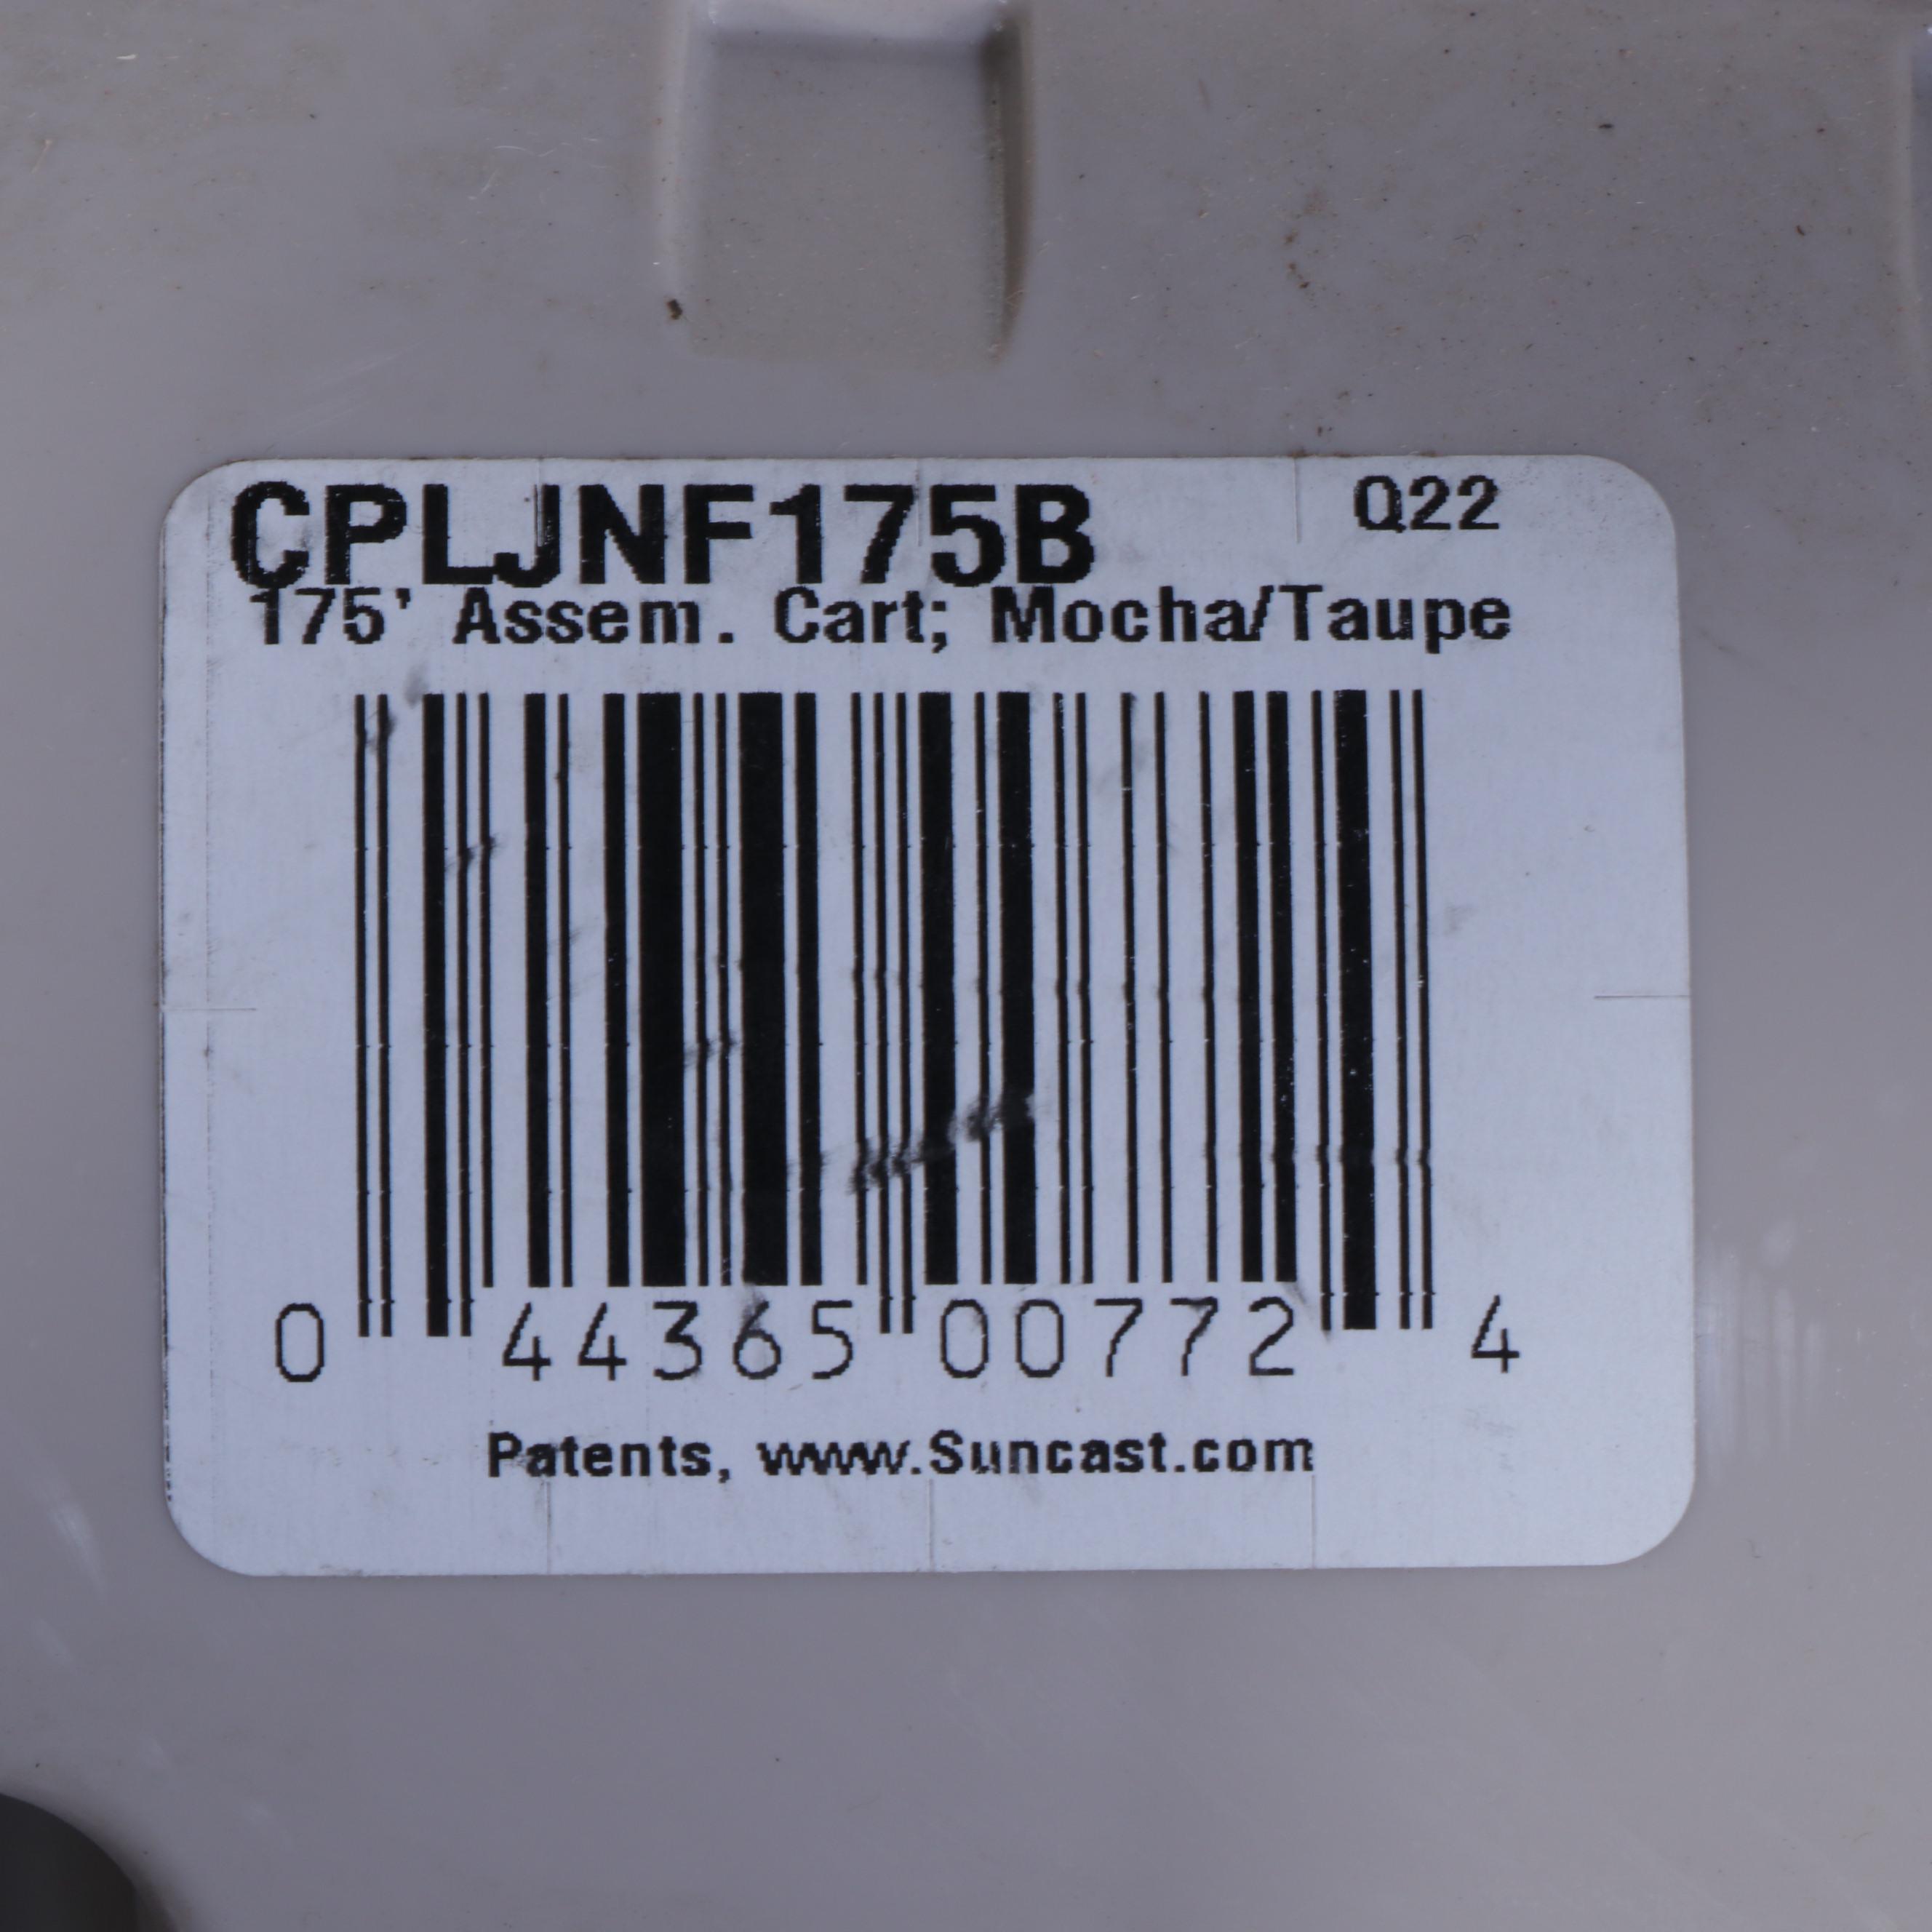 CPLJNF175B Q22
175' Assem. Cart; Mocha/Taupe
0 44365 00772 4
Patents, www.Suncast.com